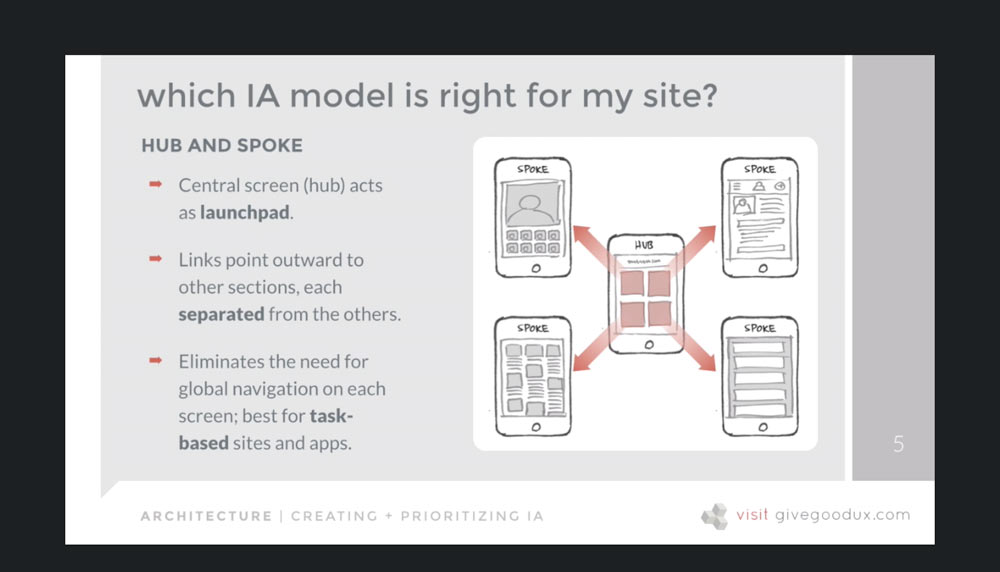 which IA model is right for my site?
HUB AND SPOKE
Central screen (hub) acts
as launchpad.
Links point outward to
other sections, each
separated from the others.
Eliminates the need for
global navigation on each
screen; best for task-
based sites and apps.
SPOKE
SPOKE
HUB
SPOKE
SPOKE
5
ARCHITECTURE | CREATING + PRIORITIZING IA
visit givegoodux.com